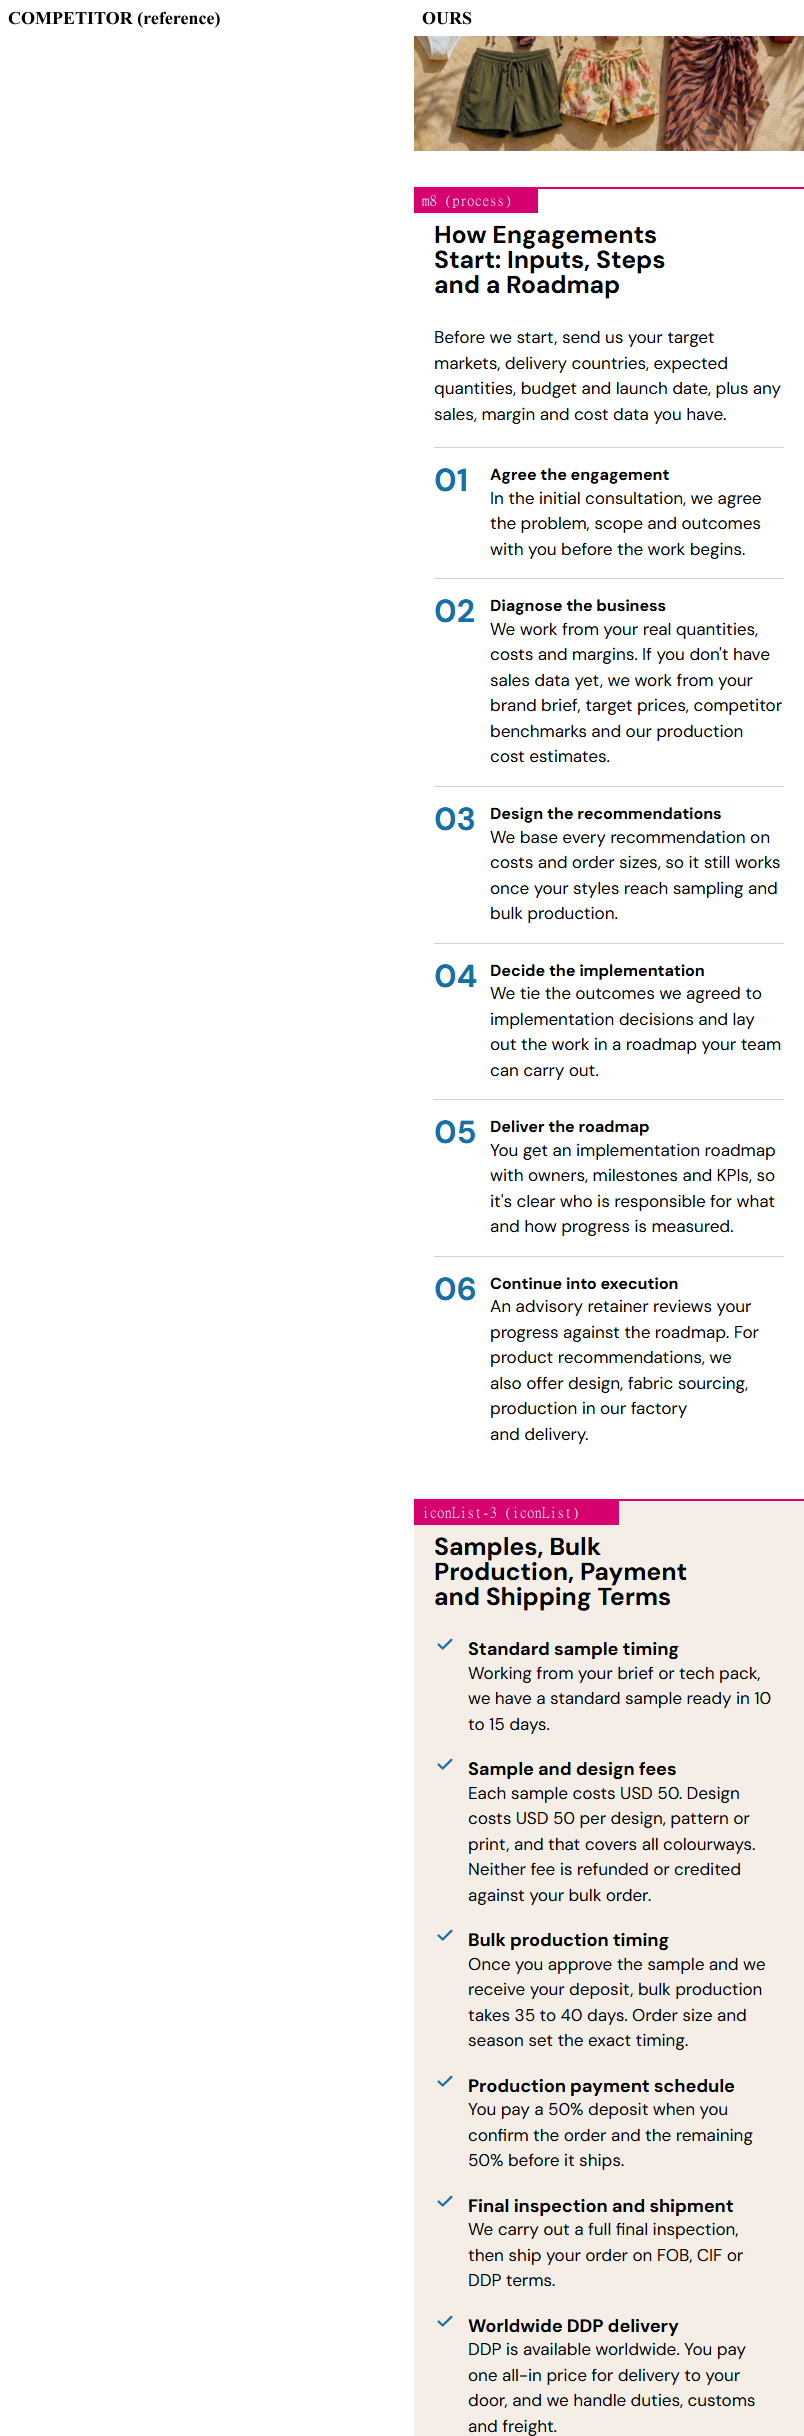 COMPETITOR (reference)
OURS
m8 (process)
How Engagements
Start: Inputs, Steps
and a Roadmap
Before we start, send us your target
markets, delivery countries, expected
quantities, budget and launch date, plus any
sales, margin and cost data you have.
01
Agree the engagement
In the initial consultation, we agree
the problem, scope and outcomes
with you before the work begins.
02
Diagnose the business
We work from your real quantities,
costs and margins. If you don't have
sales data yet, we work from your
brand brief, target prices, competitor
benchmarks and our production
cost estimates.
03
Design the recommendations
We base every recommendation on
costs and order sizes, so it still works
once your styles reach sampling and
bulk production.
04
Decide the implementation
We tie the outcomes we agreed to
implementation decisions and lay
out the work in a roadmap your team
can carry out.
05
Deliver the roadmap
You get an implementation roadmap
with owners, milestones and KPIs, so
it's clear who is responsible for what
and how progress is measured.
06
Continue into execution
An advisory retainer reviews your
progress against the roadmap. For
product recommendations, we
also offer design, fabric sourcing,
production in our factory
and delivery.
iconList-3 (iconList)
Samples, Bulk
Production, Payment
and Shipping Terms
Standard sample timing
Working from your brief or tech pack,
we have a standard sample ready in 10
to 15 days.
Sample and design fees
Each sample costs USD 50. Design
costs USD 50 per design, pattern or
print, and that covers all colourways.
Neither fee is refunded or credited
against your bulk order.
Bulk production timing
Once you approve the sample and we
receive your deposit, bulk production
takes 35 to 40 days. Order size and
season set the exact timing.
Production payment schedule
You pay a 50% deposit when you
confirm the order and the remaining
50% before it ships.
Final inspection and shipment
We carry out a full final inspection,
then ship your order on FOB, CIF or
DDP terms.
Worldwide DDP delivery
DDP is available worldwide. You pay
one all-in price for delivery to your
door, and we handle duties, customs
and freight.